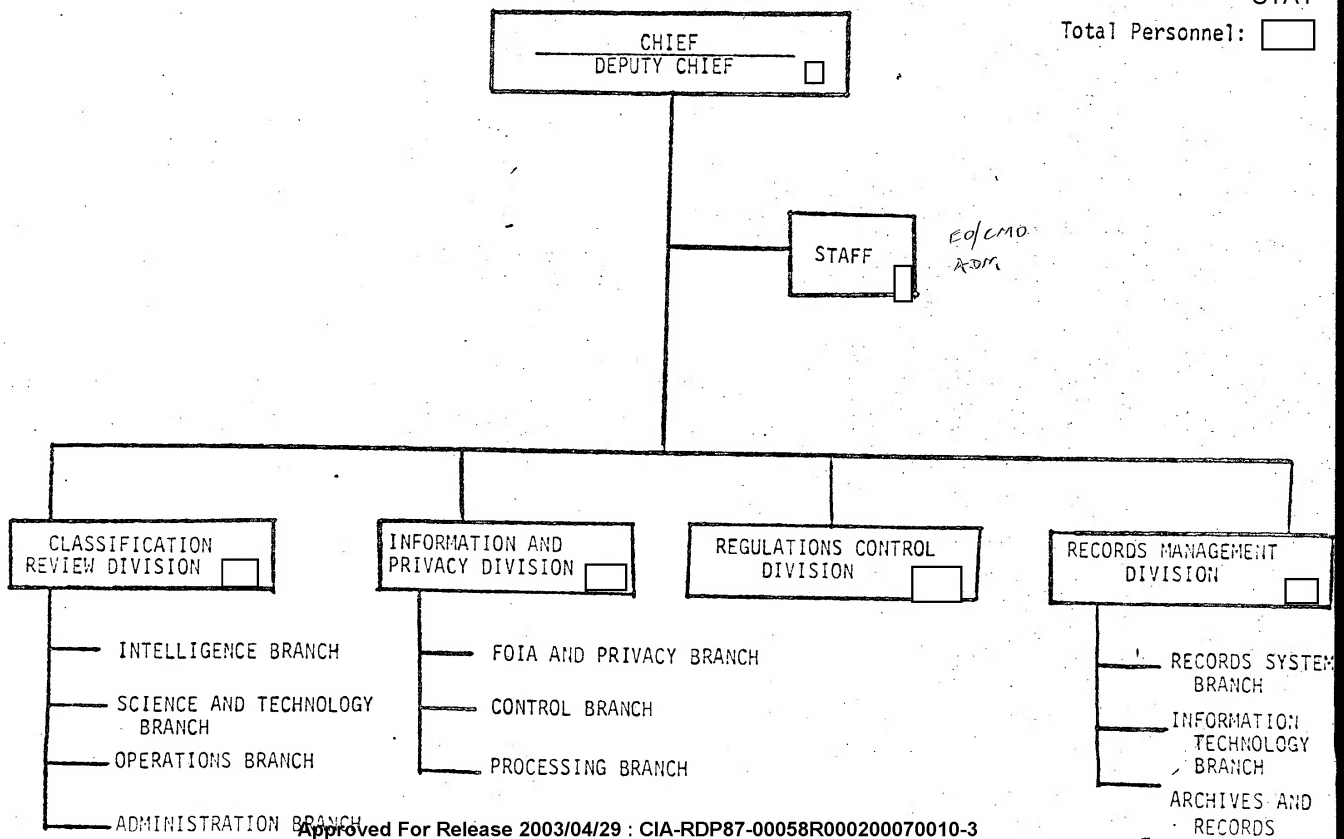 Total Personnel:
CHIEF
DEPUTY CHIEF
STAFF
EO/CMO
ADM
CLASSIFICATION
REVIEW DIVISION
INTELLIGENCE BRANCH
SCIENCE AND TECHNOLOGY
BRANCH
OPERATIONS BRANCH
ADMINISTRATION BRANCH
INFORMATION AND
PRIVACY DIVISION
FOIA AND PRIVACY BRANCH
CONTROL BRANCH
PROCESSING BRANCH
REGULATIONS CONTROL
DIVISION
RECORDS MANAGEMENT
DIVISION
RECORDS SYSTEM
BRANCH
INFORMATION
TECHNOLOGY
BRANCH
ARCHIVES AND
RECORDS
Approved For Release 2003/04/29 : CIA-RDP87-00058R000200070010-3